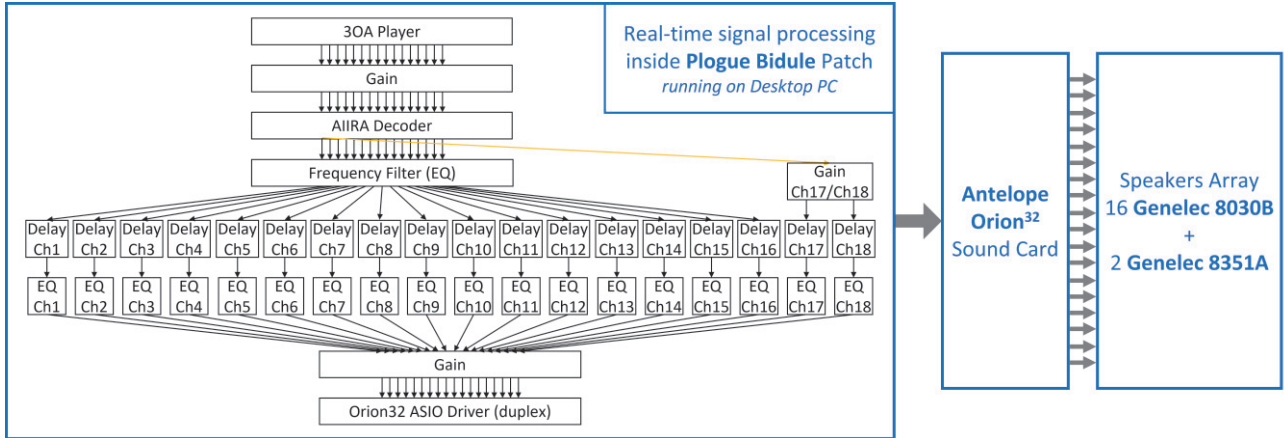 3OA Player
Gain
AIIRA Decoder
Frequency Filter (EQ)
Real-time signal processing
inside Plogue Bidule Patch
running on Desktop PC
Gain
Ch17/Ch18
Delay Delay Delay Delay Delay Delay Delay Delay Delay Delay Delay Delay Delay Delay Delay Delay Delay Delay
Ch1 Ch2 Ch3 Ch4 Ch5 Ch6 Ch7 Ch8 Ch9 Ch10 Ch11 Ch12 Ch13 Ch14 Ch15 Ch16 Ch17 Ch18
EQ EQ EQ EQ EQ EQ EQ EQ EQ EQ EQ EQ EQ EQ EQ EQ EQ EQ
Ch1 Ch2 Ch3 Ch4 Ch5 Ch6 Ch7 Ch8 Ch9 Ch10 Ch11 Ch12 Ch13 Ch14 Ch15 Ch16 Ch17 Ch18
Gain
Orion32 ASIO Driver (duplex)
Antelope
Orion³²
Sound Card
Speakers Array
16 Genelec 8030B
+
2 Genelec 8351A